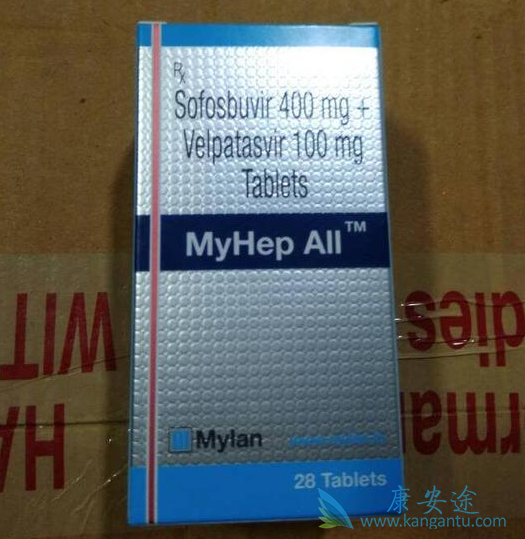 Rx
Sofosbuvir 400 mg +
Velpatasvir 100 mg
Tablets
MyHep All™
Mylan
28 Tablets
康安途
www.kangantu.com